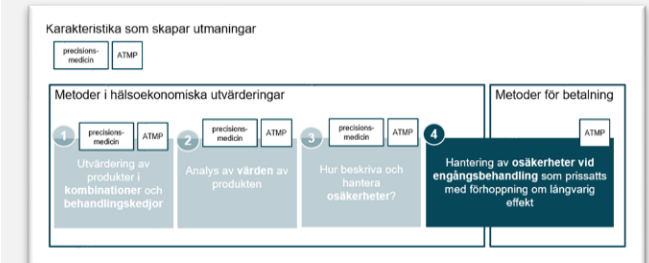 Karakteristika som skapar utmaningar
precisions-
medicin
ATMP
Metoder i hälsoekonomiska utvärderingar
Metoder för betalning
1
precisions-
medicin
ATMP
Utvärdering av
produkter i
kombinationer och
behandlingskedjor
2
precisions-
medicin
ATMP
Analys av värden av
produkten
3
precisions-
medicin
ATMP
Hur beskriva och
hantera
osäkerheter?
4
ATMP
Hantering av osäkerheter vid
engångsbehandling som prissatts
med förhoppning om långvarig
effekt